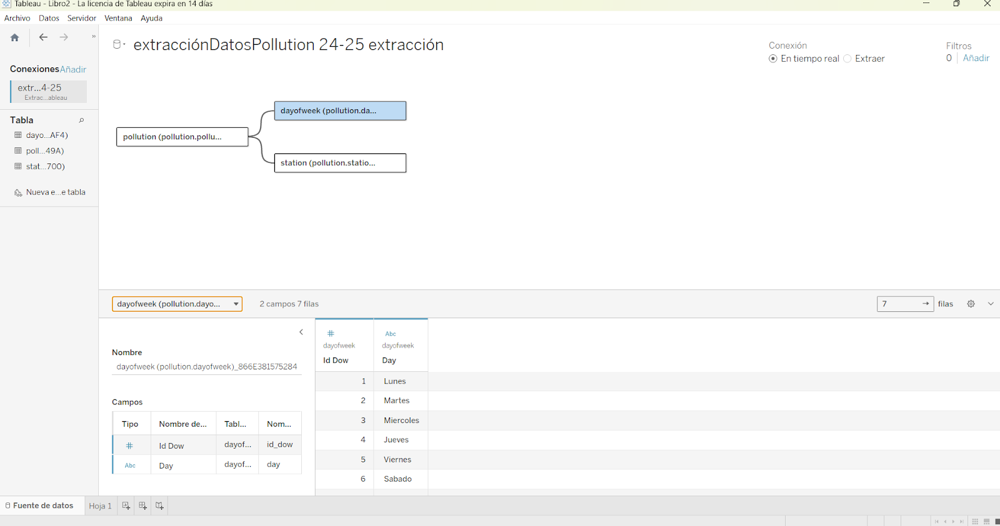 Tableau - Libro2 - La licencia de Tableau expira en 14 días
Archivo Datos Servidor Ventana Ayuda
extracciónDatosPollution 24-25 extracción
Conexión
En tiempo real Extraer
Filtros
0 Añadir
Conexiones Añadir
extr...4-25
Extrac...ableau
Tabla
dayo...AF4)
poll...49A)
stat...700)
Nueva e...e tabla
pollution (pollution.pollu...
dayofweek (pollution.da...
station (pollution.statio...
dayofweek (pollution.dayo... 2 campos 7 filas 7 filas
Nombre
dayofweek (pollution.dayofweek)_866E381575284
Campos
Tipo Nombre de... Tabl... Nom...
# Id Dow dayof... id_dow
Abc Day dayof... day
# Abc
dayofweek dayofweek
Id Dow Day
1 Lunes
2 Martes
3 Miercoles
4 Jueves
5 Viernes
6 Sabado
Fuente de datos Hoja 1